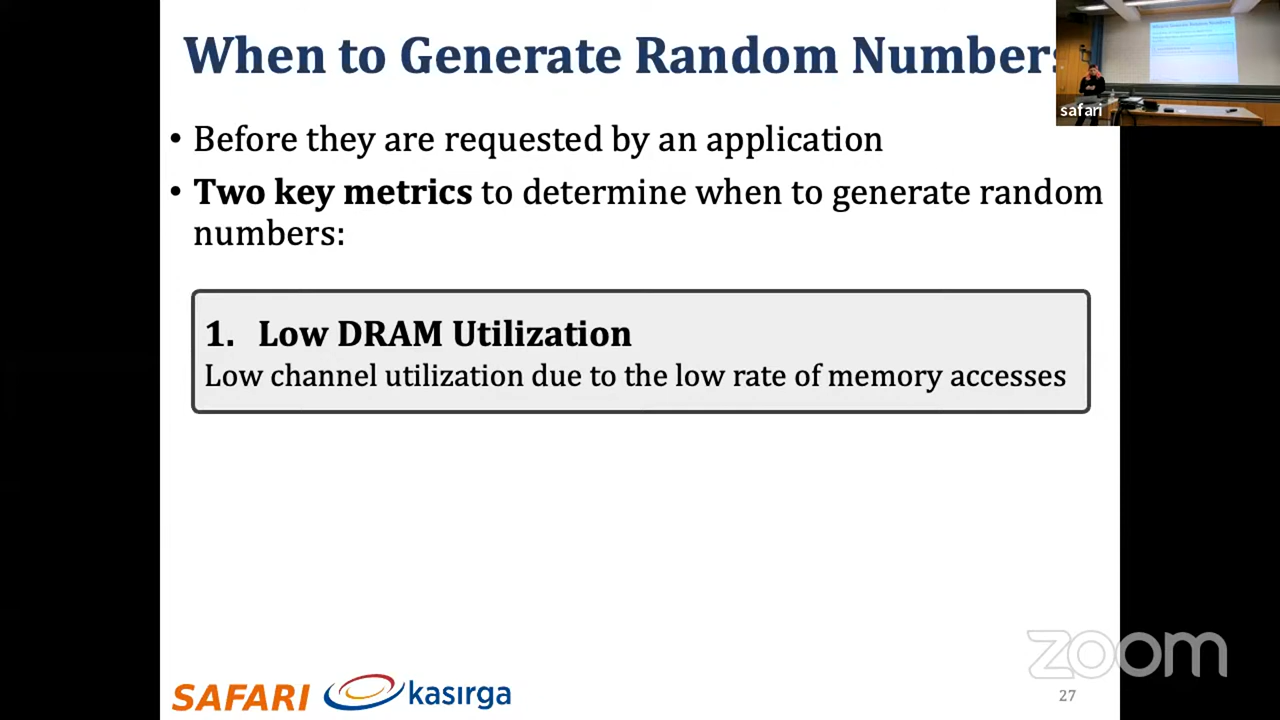 When to Generate Random Numbers
• Before they are requested by an application
• Two key metrics to determine when to generate random
numbers:
1. Low DRAM Utilization
Low channel utilization due to the low rate of memory accesses
safari
zoom
SAFARI
kasırga
27